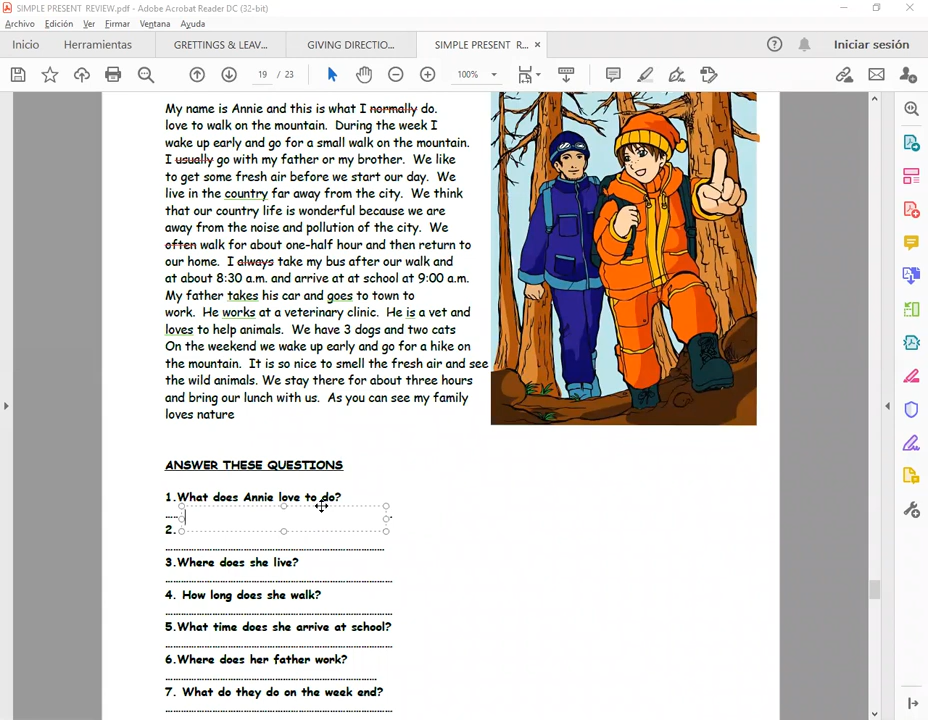 SIMPLE PRESENT REVIEW.pdf - Adobe Acrobat Reader DC (32-bit)
Archivo Edición Ver Firmar Ventana Ayuda
Inicio Herramientas GRETTINGS & LEAV... GIVING DIRECTIO... SIMPLE PRESENT R... × Iniciar sesión
19 / 23 100%
My name is Annie and this is what I normally do.
love to walk on the mountain. During the week I
wake up early and go for a small walk on the mountain.
I usually go with my father or my brother. We like
to get some fresh air before we start our day. We
live in the country far away from the city. We think
that our country life is wonderful because we are
away from the noise and pollution of the city. We
often walk for about one-half hour and then return to
our home. I always take my bus after our walk and
at about 8:30 a.m. and arrive at at school at 9:00 a.m.
My father takes his car and goes to town to
work. He works at a veterinary clinic. He is a vet and
loves to help animals. We have 3 dogs and two cats
On the weekend we wake up early and go for a hike on
the mountain. It is so nice to smell the fresh air and see
the wild animals. We stay there for about three hours
and bring our lunch with us. As you can see my family
loves nature
ANSWER THESE QUESTIONS
1.What does Annie love to do?
2.
3.Where does she live?
4. How long does she walk?
5.What time does she arrive at school?
6.Where does her father work?
7. What do they do on the week end?